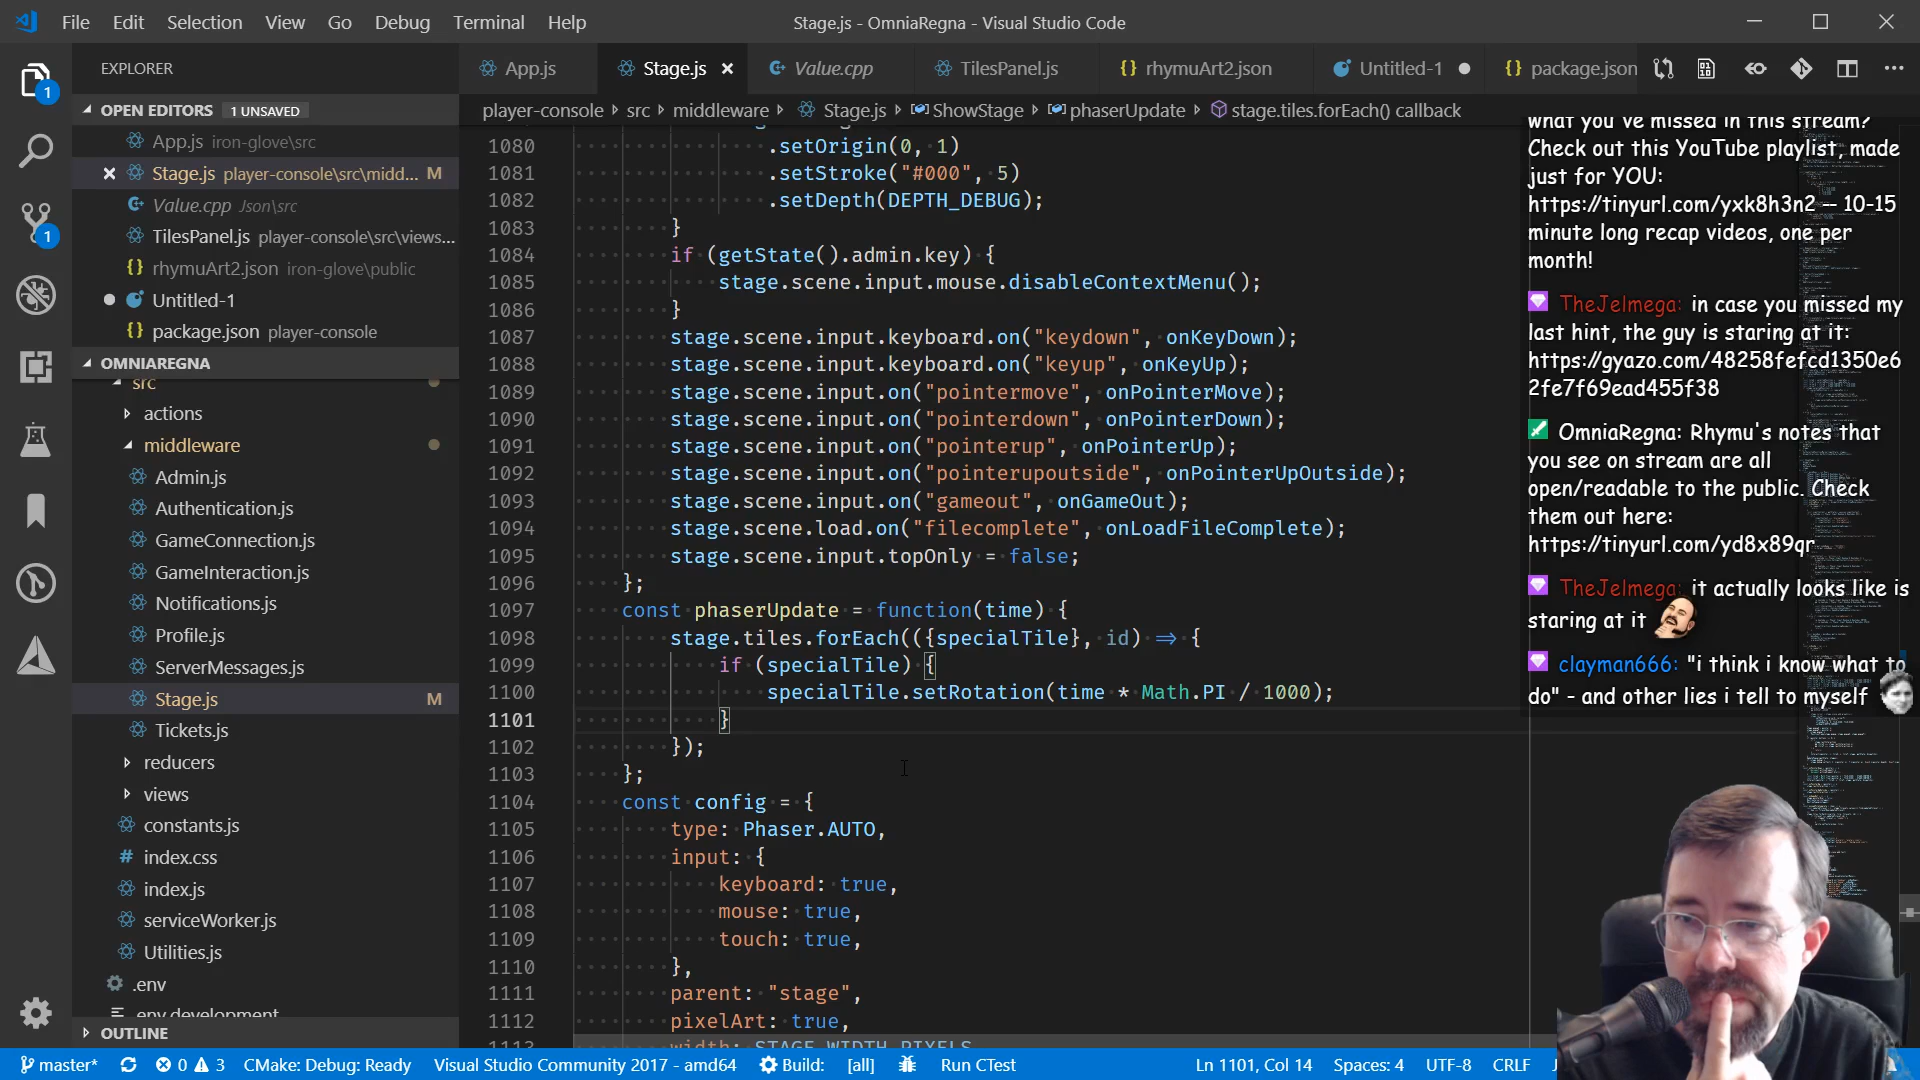 File Edit Selection View Go Debug Terminal Help
Stage.js - OmniaRegna - Visual Studio Code
EXPLORER
OPEN EDITORS 1 UNSAVED
App.js iron-glove\src
Stage.js player-console\src\midd... M
Value.cpp Json\src
TilesPanel.js player-console\src\views...
{} rhymuArt2.json iron-glove\public
Untitled-1
{} package.json player-console
OMNIAREGNA
src
actions
middleware
Admin.js
Authentication.js
GameConnection.js
GameInteraction.js
Notifications.js
Profile.js
ServerMessages.js
Stage.js M
Tickets.js
reducers
views
constants.js
# index.css
index.js
serviceWorker.js
Utilities.js
.env
.env.development
OUTLINE
1
1
App.js Stage.js Value.cpp TilesPanel.js {} rhymuArt2.json Untitled-1 {} package.json
player-console > src > middleware > Stage.js > ShowStage > phaserUpdate > stage.tiles.forEach() callback
1080 .setOrigin(0, 1)
1081 .setStroke("#000", 5)
1082 .setDepth(DEPTH_DEBUG);
1083 }
1084 if (getState().admin.key) {
1085 stage.scene.input.mouse.disableContextMenu();
1086 }
1087 stage.scene.input.keyboard.on("keydown", onKeyDown);
1088 stage.scene.input.keyboard.on("keyup", onKeyUp);
1089 stage.scene.input.on("pointermove", onPointerMove);
1090 stage.scene.input.on("pointerdown", onPointerDown);
1091 stage.scene.input.on("pointerup", onPointerUp);
1092 stage.scene.input.on("pointerupoutside", onPointerUpOutside);
1093 stage.scene.input.on("gameout", onGameOut);
1094 stage.scene.load.on("filecomplete", onLoadFileComplete);
1095 stage.scene.input.topOnly = false;
1096 };
1097 const phaserUpdate = function(time) {
1098 stage.tiles.forEach(({specialTile}, id) => {
1099 if (specialTile) {
1100 specialTile.setRotation(time * Math.PI / 1000);
1101 }
1102 });
1103 };
1104 const config = {
1105 type: Phaser.AUTO,
1106 input: {
1107 keyboard: true,
1108 mouse: true,
1109 touch: true,
1110 },
1111 parent: "stage",
1112 pixelArt: true,
1113 width: STAGE_WIDTH_PIXELS
what you've missed in this stream?
Check out this YouTube playlist, made
just for YOU:
https://tinyurl.com/yxk8h3n2 -- 10-15
minute long recap videos, one per
month!
TheJelmega: in case you missed my
last hint, the guy is staring at it:
https://gyazo.com/48258fefcd1350e6
2fe7f69ead455f38
OmniaRegna: Rhymu's notes that
you see on stream are all
open/readable to the public. Check
them out here:
https://tinyurl.com/yd8x89qr
TheJelmega: it actually looks like is
staring at it
clayman666: "i think i know what to
do" - and other lies i tell to myself
master* 0 3 CMake: Debug: Ready Visual Studio Community 2017 - amd64 Build: [all] Run CTest Ln 1101, Col 14 Spaces: 4 UTF-8 CRLF